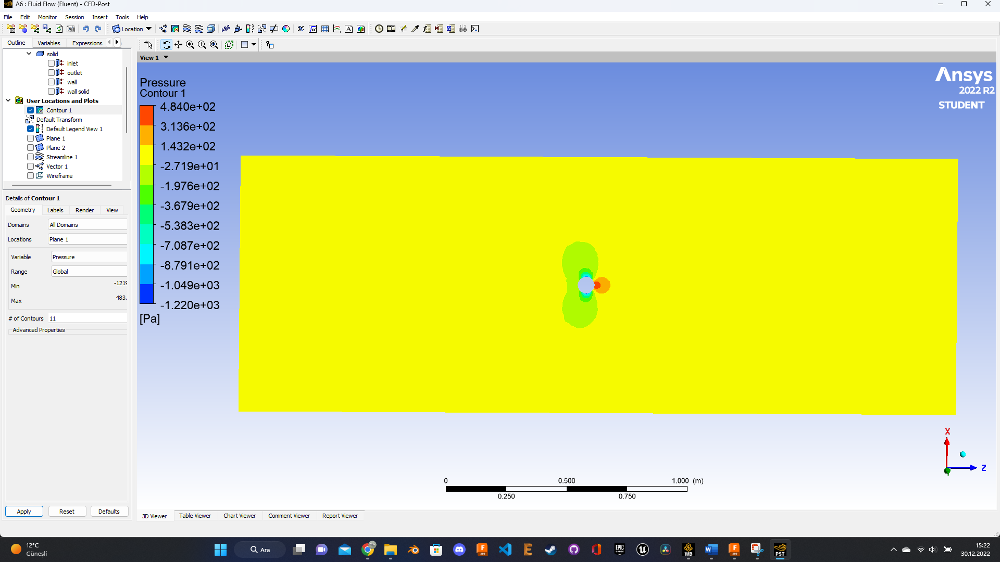 A6 : Fluid Flow (Fluent) - CFD-Post
File Edit Monitor Session Insert Tools Help
Location
Outline Variables Expressions
solid
inlet
outlet
wall
wall solid
User Locations and Plots
Contour 1
Default Transform
Default Legend View 1
Plane 1
Plane 2
Streamline 1
Vector 1
Wireframe
Details of Contour 1
Geometry Labels Render View
Domains All Domains
Locations Plane 1
Variable Pressure
Range Global
Min -1219
Max 483.
# of Contours 11
Advanced Properties
Apply Reset Defaults
View 1
Pressure
Contour 1
4.840e+02
3.136e+02
1.432e+02
-2.719e+01
-1.976e+02
-3.679e+02
-5.383e+02
-7.087e+02
-8.791e+02
-1.049e+03
-1.220e+03
[Pa]
Ansys
2022 R2
STUDENT
X
Z
Y
0 0.500 1.000 (m)
0.250 0.750
3D Viewer Table Viewer Chart Viewer Comment Viewer Report Viewer
12°C
Güneşli
Ara
EPIC
GAMES
WB
PST
15:22
30.12.2022